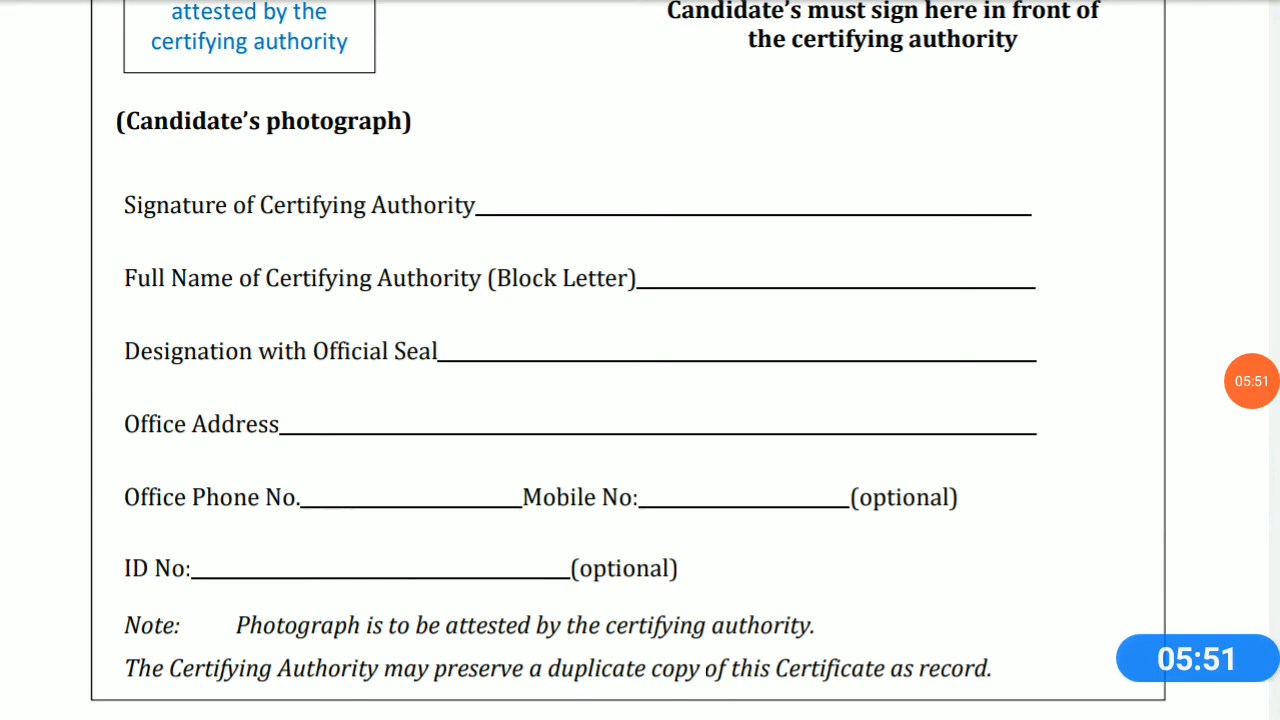 attested by the
certifying authority
Candidate's must sign here in front of
the certifying authority
(Candidate's photograph)
Signature of Certifying Authority
Full Name of Certifying Authority (Block Letter)
Designation with Official Seal
Office Address
Office Phone No. Mobile No: (optional)
ID No: (optional)
Note: Photograph is to be attested by the certifying authority.
The Certifying Authority may preserve a duplicate copy of this Certificate as record.
05:51
05:51